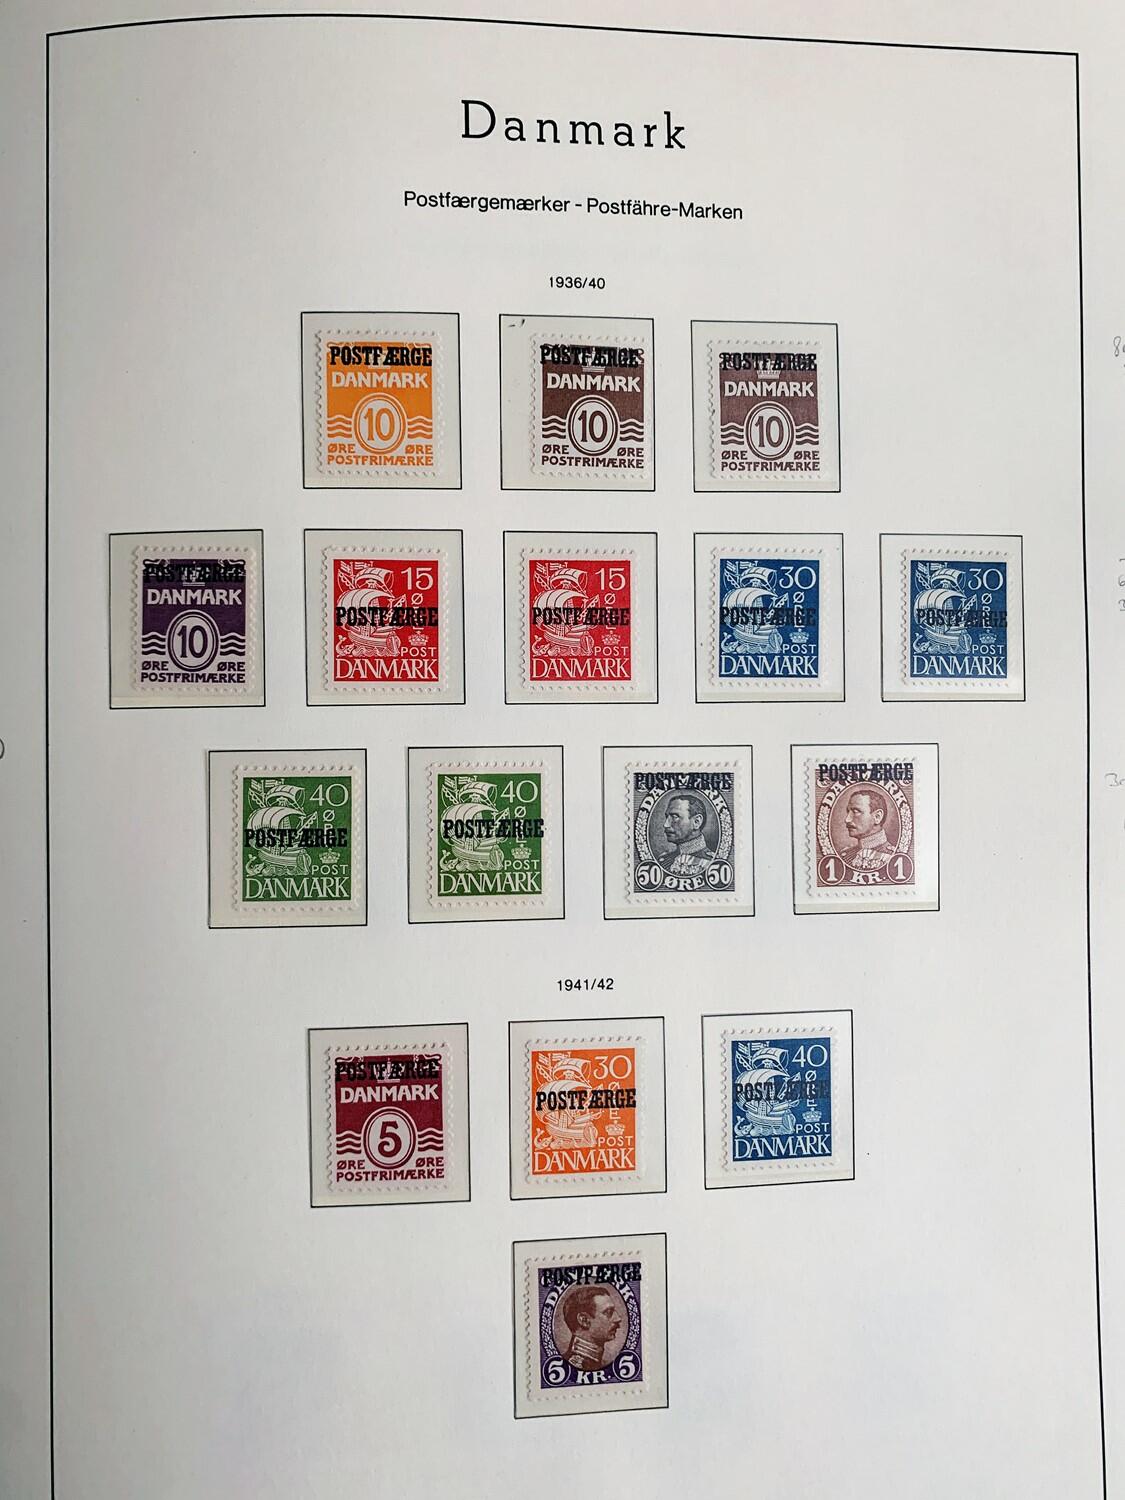 Danmark
Postfærgemærker - Postfähre-Marken
1936/40
POSTFÆRGE
DANMARK
10
ØRE ØRE
POSTFRIMÆRKE
POSTFÆRGE
DANMARK
10
ØRE ØRE
POSTFRIMÆRKE
POSTFÆRGE
DANMARK
10
ØRE ØRE
POSTFRIMÆRKE
POSTFÆRGE
DANMARK
10
ØRE ØRE
POSTFRIMÆRKE
15
POSTFÆRGE
POST
DANMARK
15
POSTFÆRGE
POST
DANMARK
30
POSTFÆRGE
POST
DANMARK
30
POSTFÆRGE
POST
DANMARK
40
POSTFÆRGE
POST
DANMARK
40
POSTFÆRGE
POST
DANMARK
POSTFÆRGE
DANMARK
50 ØRE 50
POSTFÆRGE
DANMARK
1 KR. 1
1941/42
POSTFÆRGE
DANMARK
5
ØRE ØRE
POSTFRIMÆRKE
30
POSTFÆRGE
POST
DANMARK
40
POSTFÆRGE
POST
DANMARK
POSTFÆRGE
DANMARK
5 KR. 5